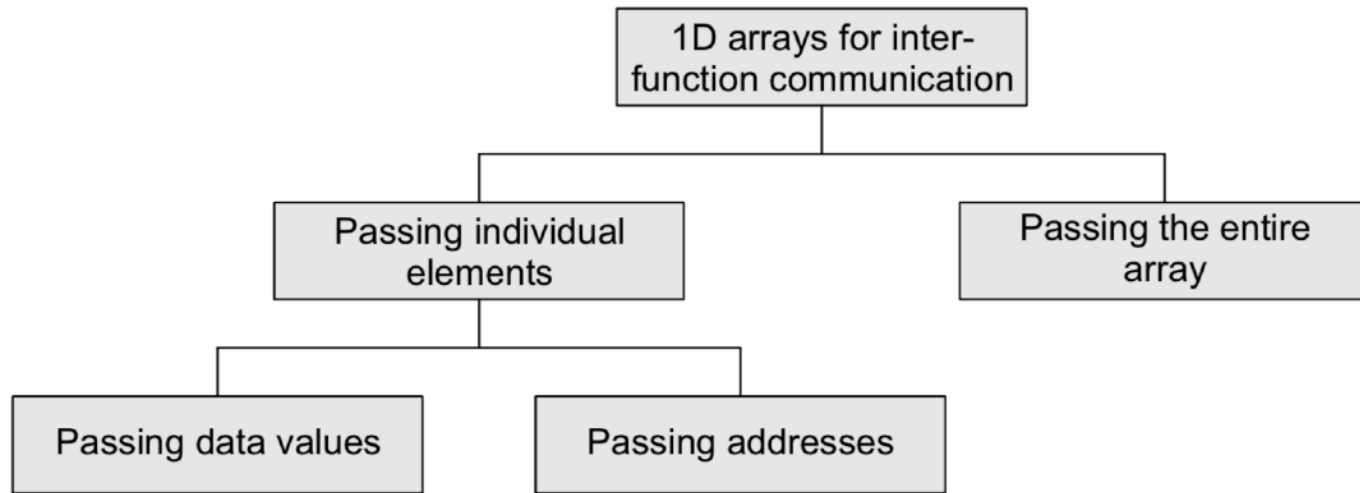 1D arrays for inter-
function communication
Passing individual
elements
Passing the entire
array
Passing data values
Passing addresses